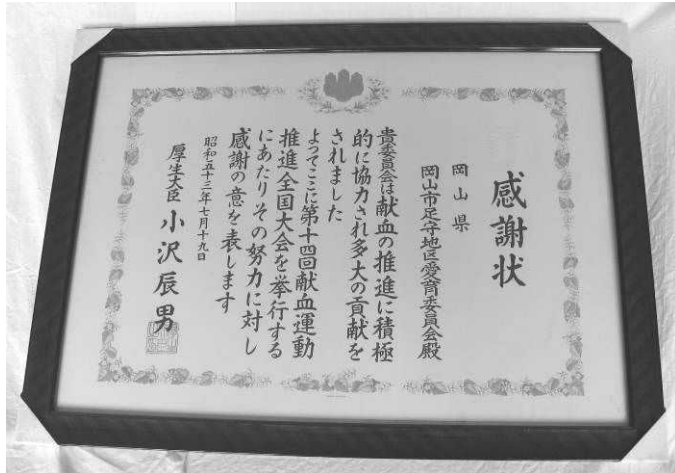 感謝状
岡山県
岡山市足守地区愛育委員会殿
貴委員会は献血の推進に積極
的に協力され多大の貢献を
されました
よってここに第十四回献血運動
推進全国大会を挙行する
にあたりその努力に対し
感謝の意を表します
昭和五十三年七月十九日
厚生大臣 小沢辰男